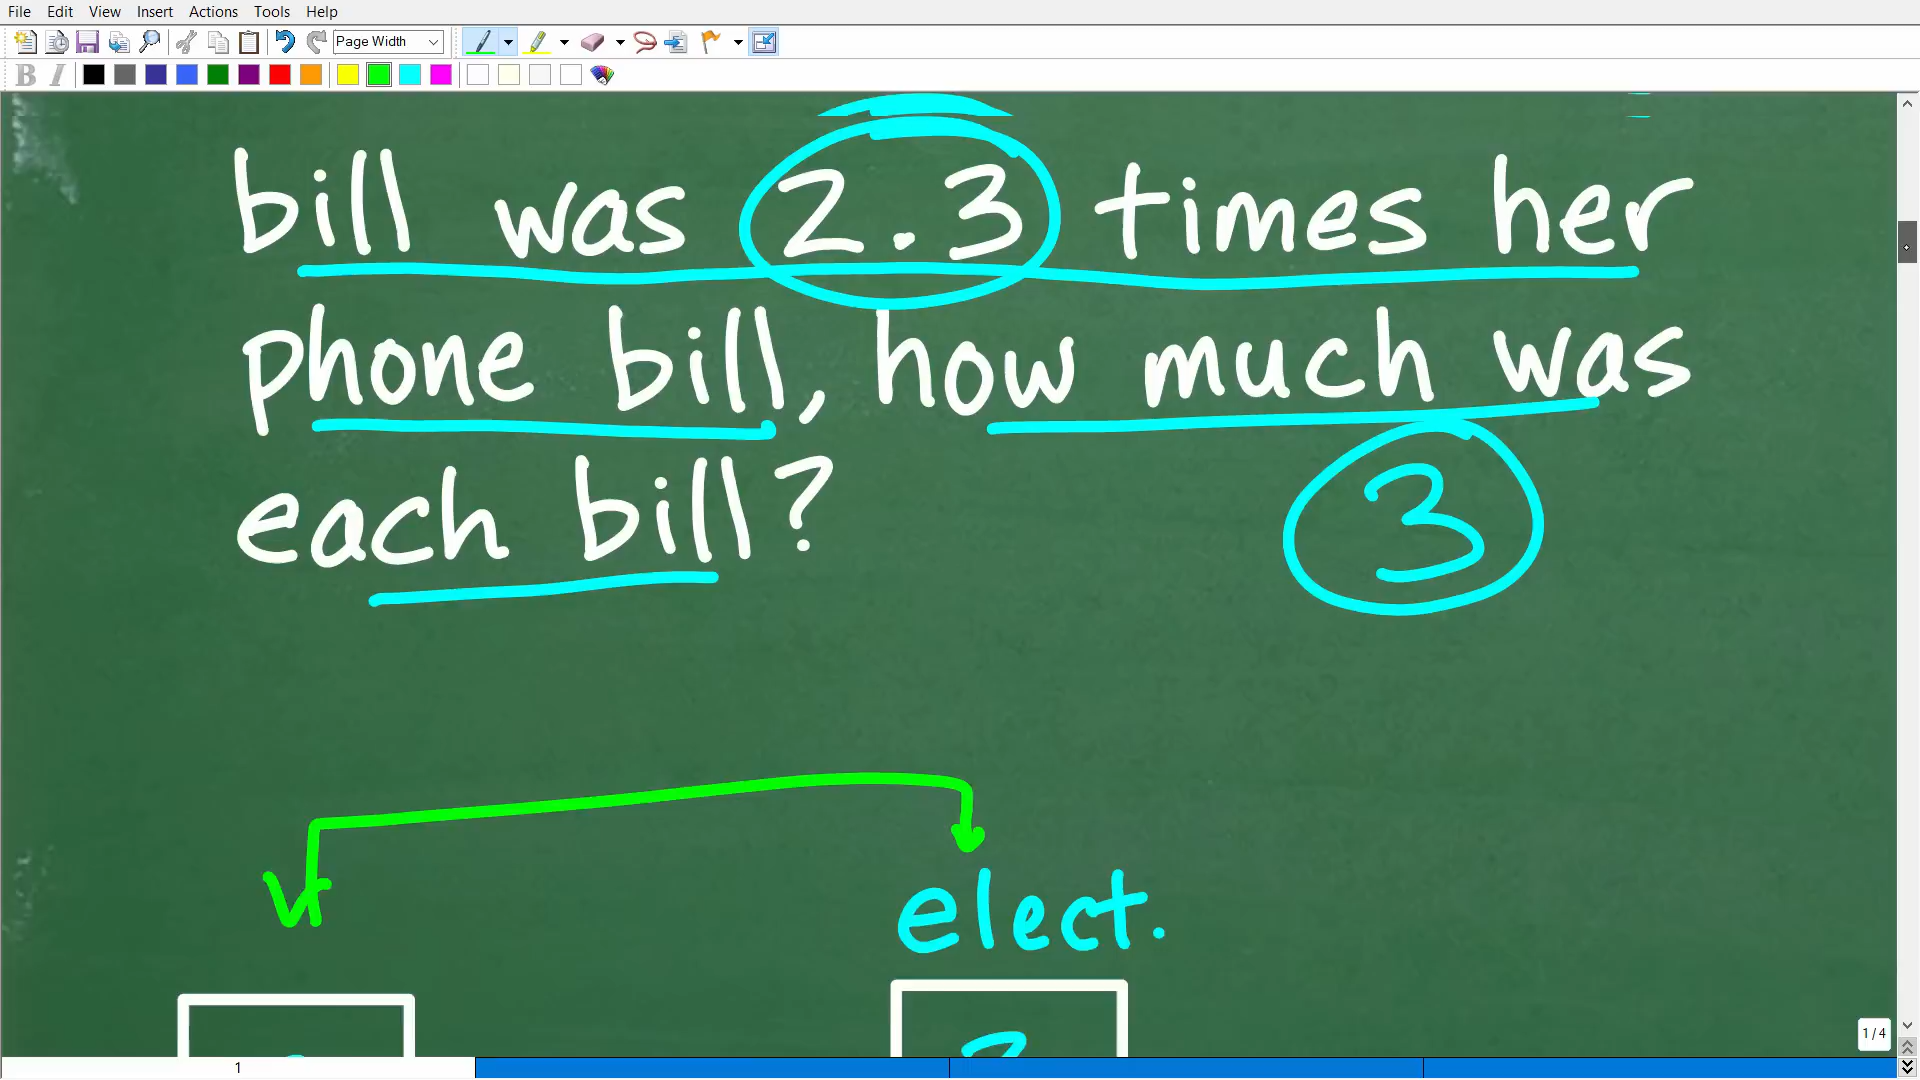 File Edit View Insert Actions Tools Help
Page Width
B I
bill was 2.3 times her
phone bill, how much was
each bill?
3
elect.
1 / 4
1